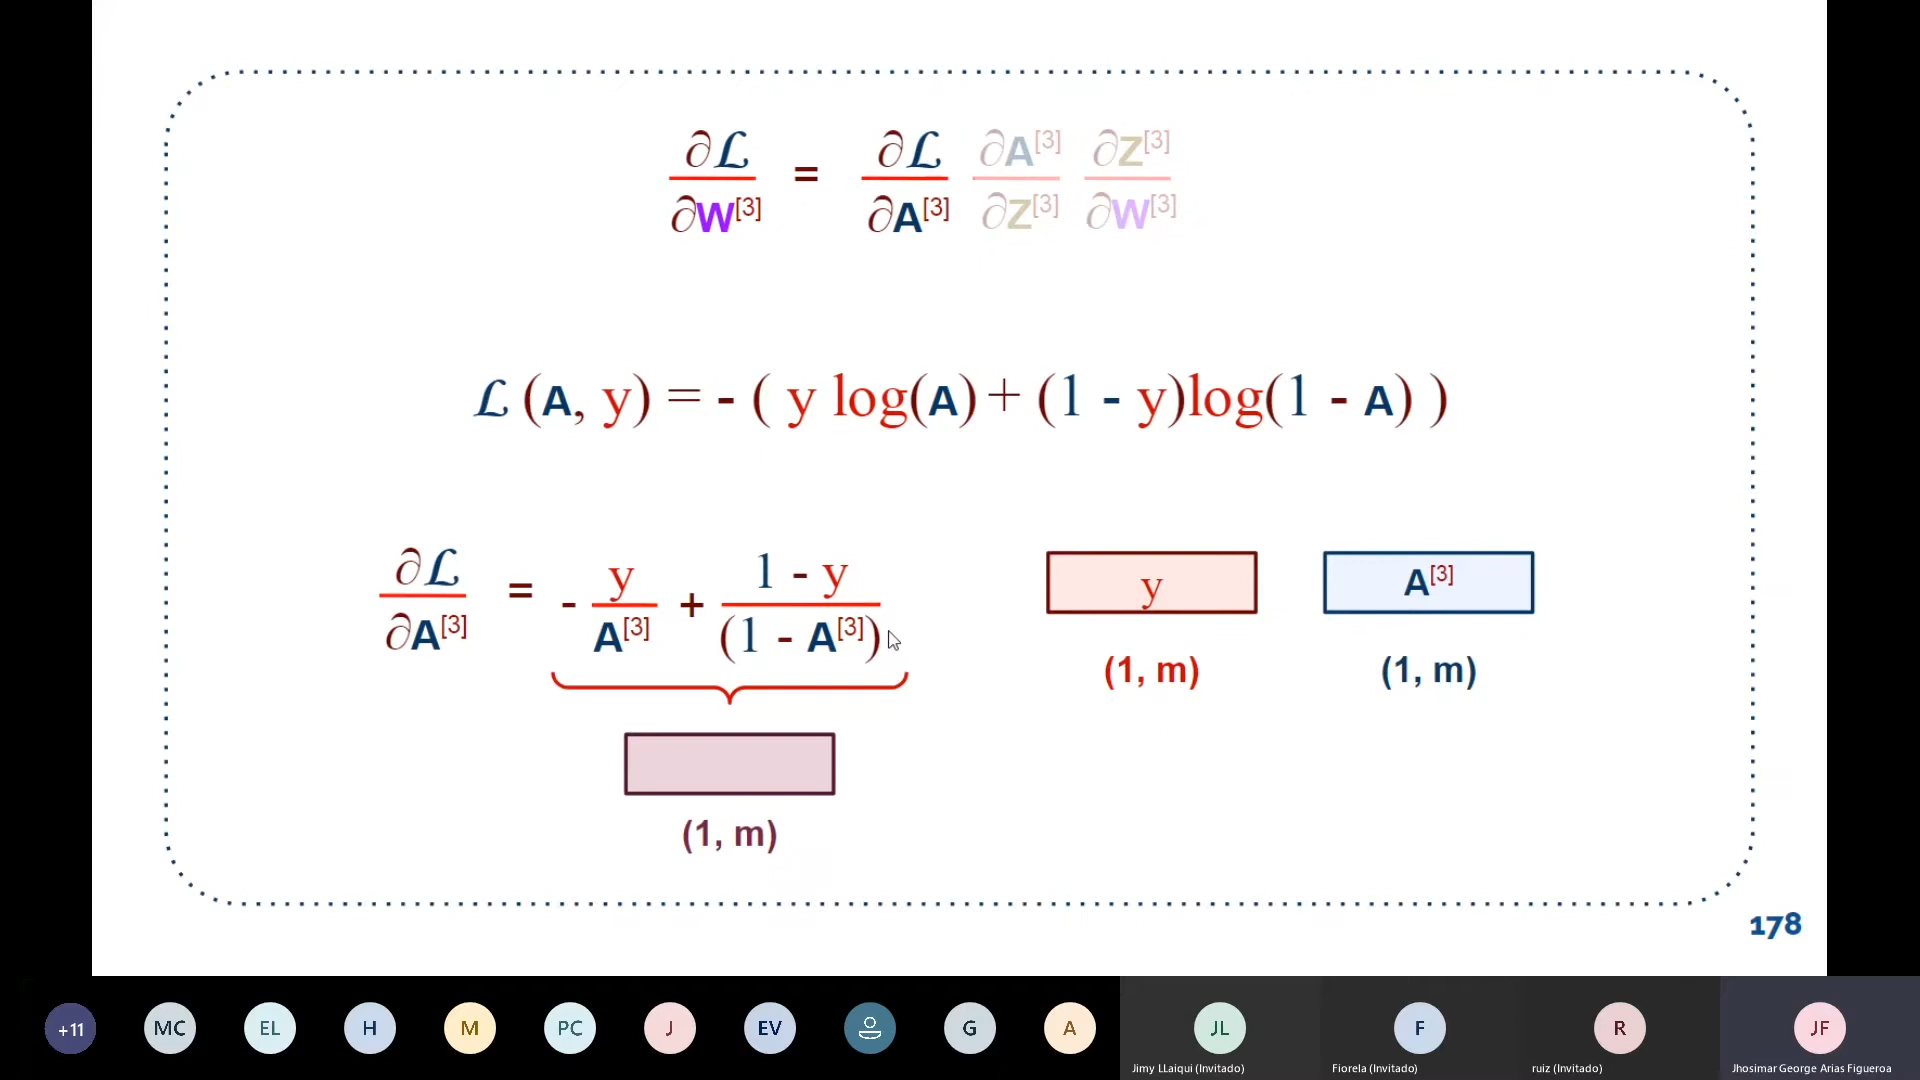 ∂ℒ/∂W[3] = ∂ℒ/∂A[3] ∂A[3]/∂Z[3] ∂Z[3]/∂W[3]
ℒ (A, y) = - ( y log(A) + (1 - y)log(1 - A) )
∂ℒ/∂A[3] = - y/A[3] + 1 - y/(1 - A[3])
y
A[3]
(1, m)
(1, m)
(1, m)
178
+11
MC
EL
H
M
PC
J
EV
G
A
JL
F
R
JF
Jimy LLaiqui (Invitado)
Fiorela (Invitado)
ruiz (Invitado)
Jhosimar George Arias Figueroa